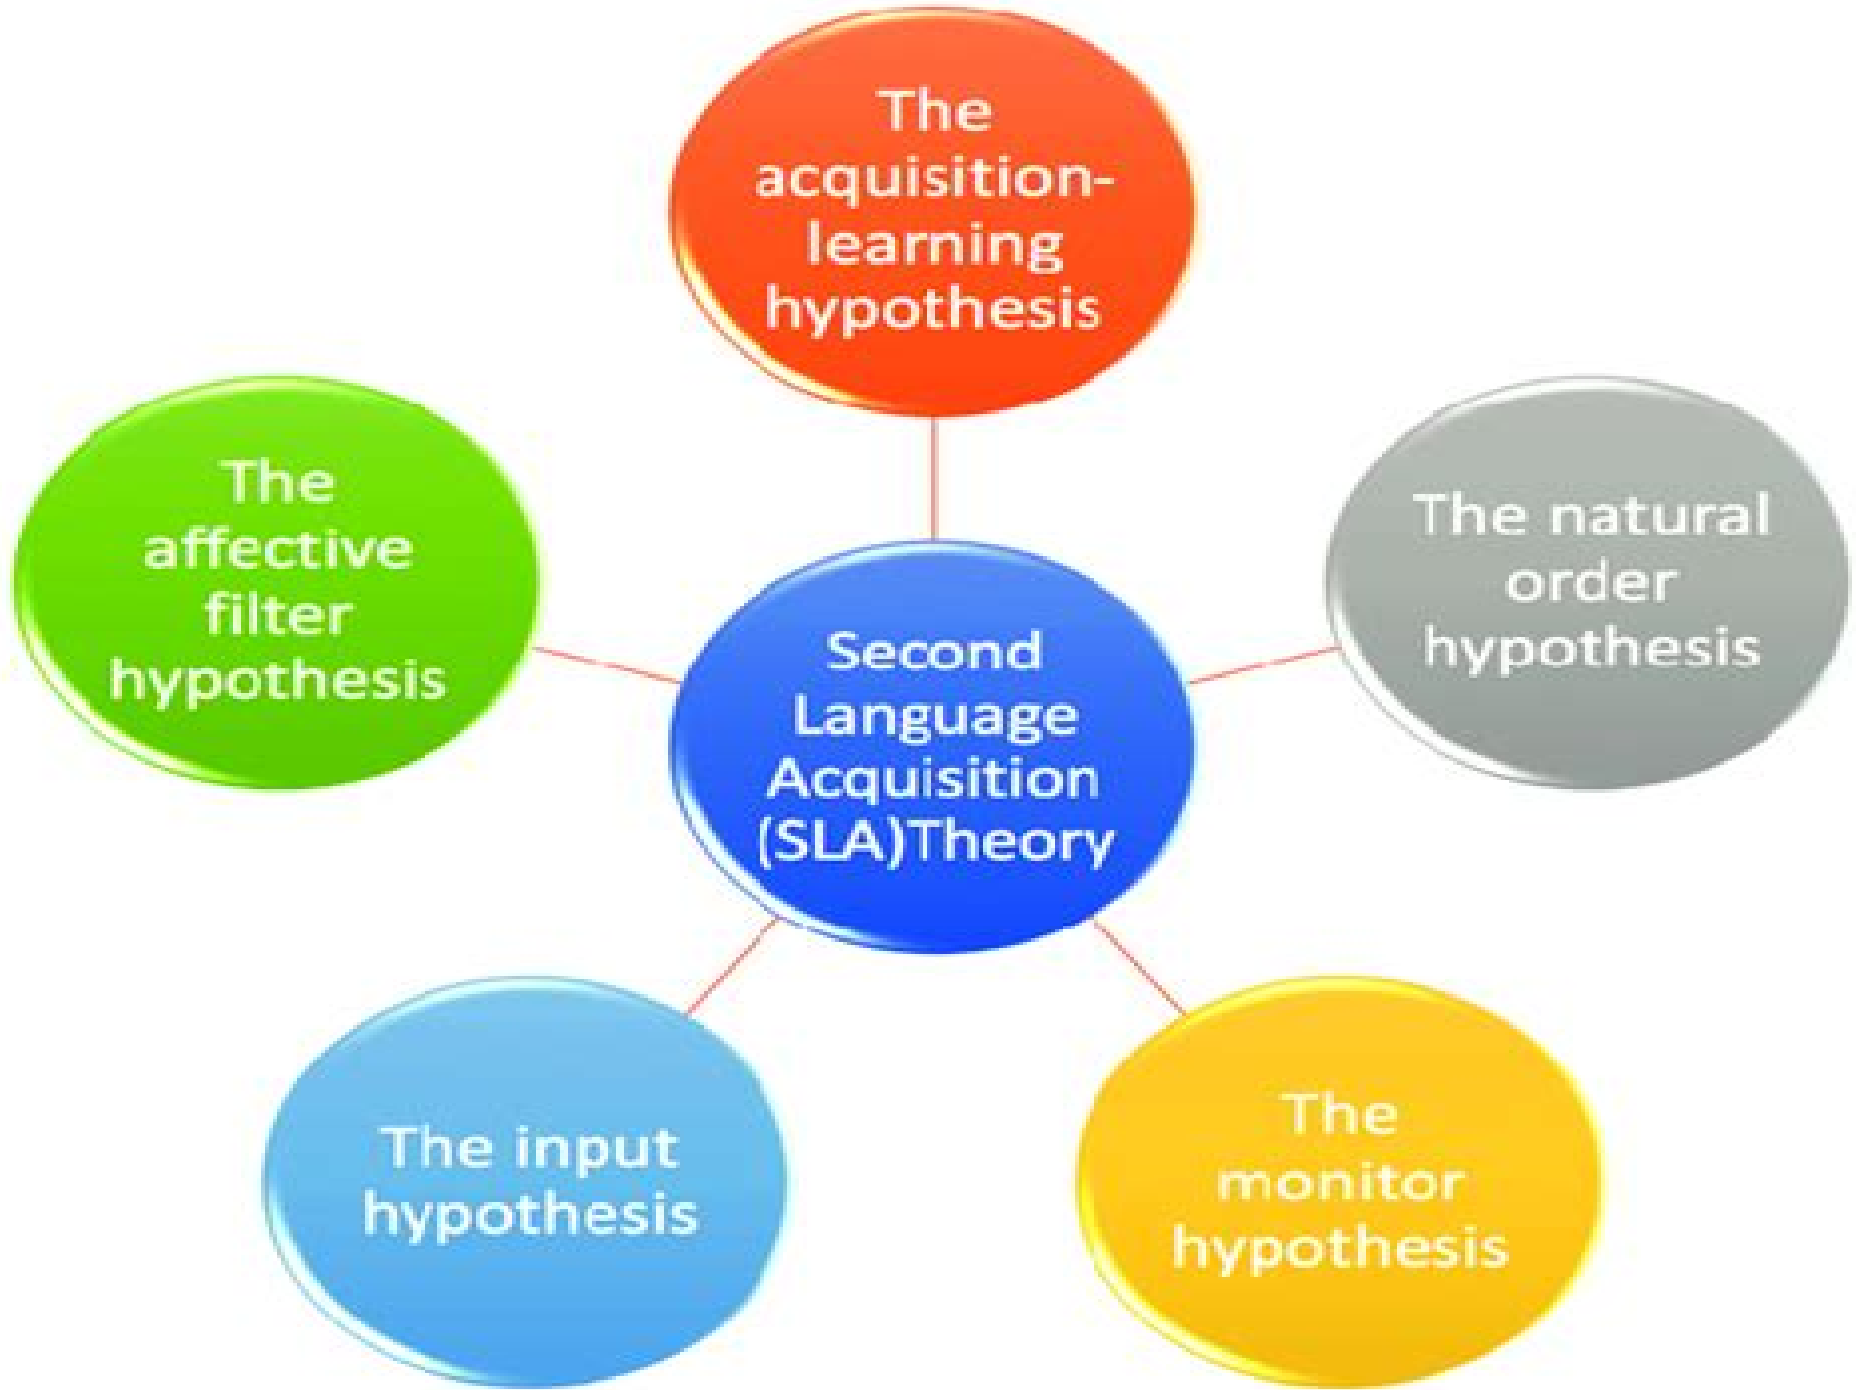 The
acquisition-
learning
hypothesis
The natural
order
hypothesis
The
monitor
hypothesis
The input
hypothesis
The
affective
filter
hypothesis
Second
Language
Acquisition
(SLA)Theory